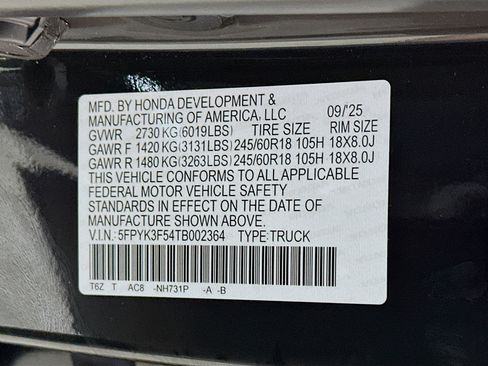 MFD. BY HONDA DEVELOPMENT &
MANUFACTURING OF AMERICA, LLC 09/'25
GVWR 2730 KG(6019LBS) TIRE SIZE RIM SIZE
GAWR F 1420 KG(3131LBS) 245/60R18 105H 18X8.0J
GAWR R 1480 KG(3263LBS) 245/60R18 105H 18X8.0J
THIS VEHICLE CONFORMS TO ALL APPLICABLE
FEDERAL MOTOR VEHICLE SAFETY
STANDARDS IN EFFECT ON THE DATE OF
MANUFACTURE SHOWN ABOVE.
V.I.N.: 5FPYK3F54TB002364 TYPE:TRUCK
T6Z T AC8 -NH731P -A -B